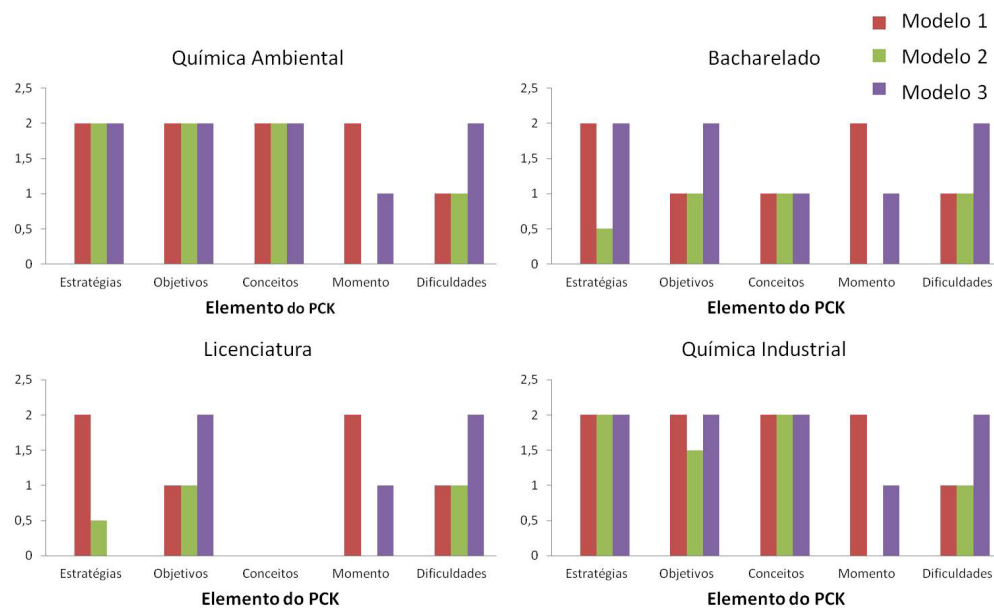 Modelo 1
Modelo 2
Modelo 3
Química Ambiental
2,5
2
1,5
1
0,5
0
Estratégias Objetivos Conceitos Momento Dificuldades
Elemento do PCK
Bacharelado
2,5
2
1,5
1
0,5
0
Estratégias Objetivos Conceitos Momento Dificuldades
Elemento do PCK
Licenciatura
2,5
2
1,5
1
0,5
0
Estratégias Objetivos Conceitos Momento Dificuldades
Elemento do PCK
Química Industrial
2,5
2
1,5
1
0,5
0
Estratégias Objetivos Conceitos Momento Dificuldades
Elemento do PCK